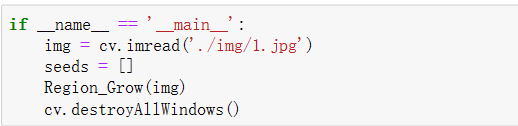 if __name__ == '__main__':
    img = cv.imread('./img/1.jpg')
    seeds = []
    Region_Grow(img)
    cv.destroyAllWindows()